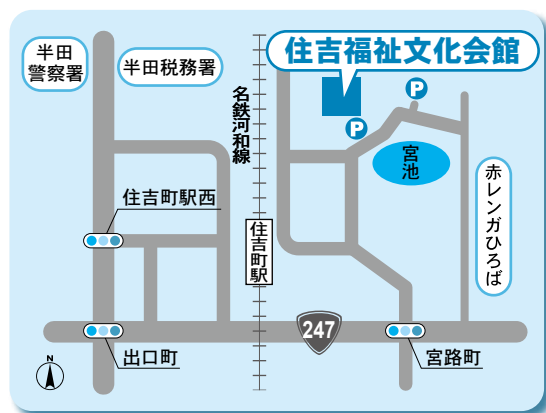 住吉福祉文化会館
半田
警察署
半田税務署
名鉄河和線
P
P
宮池
赤レンガひろば
住吉町駅西
住吉町駅
247
出口町
宮路町
N